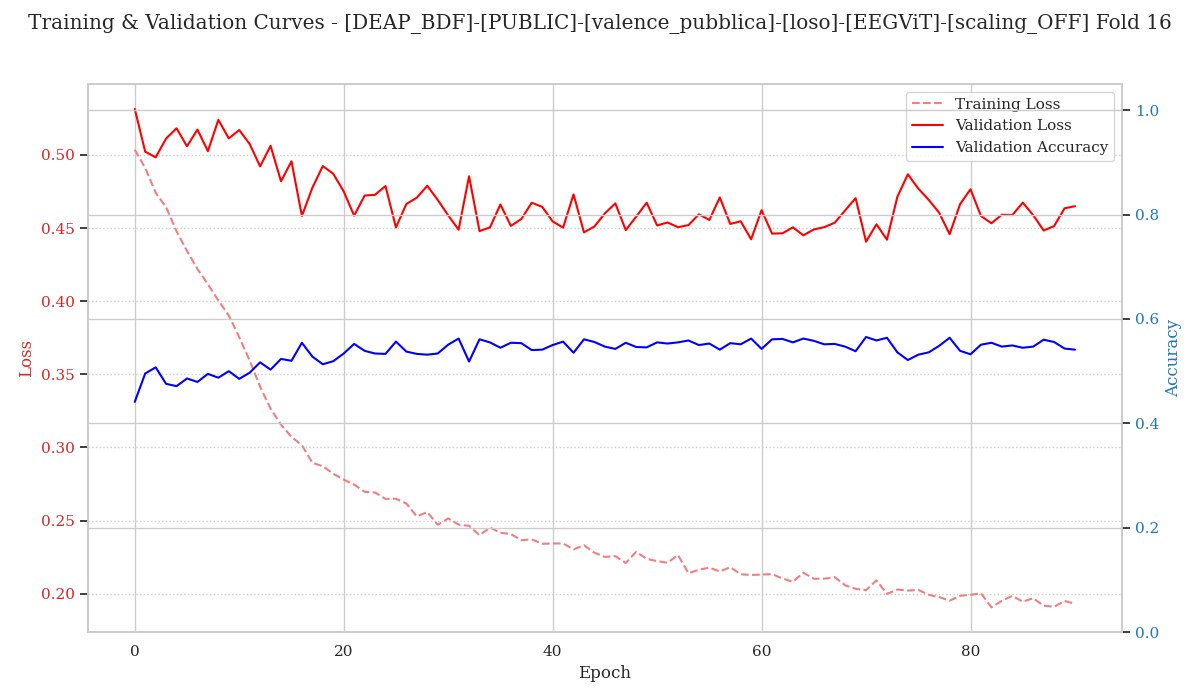 Training & Validation Curves - [DEAP_BDF]-[PUBLIC]-[valence_pubblica]-[loso]-[EEGViT]-[scaling_OFF] Fold 16
Training Loss
Validation Loss
Validation Accuracy
Loss
0.50
0.45
0.40
0.35
0.30
0.25
0.20
1.0
0.8
0.6
0.4
0.2
0.0
Accuracy
0
20
40
60
80
Epoch